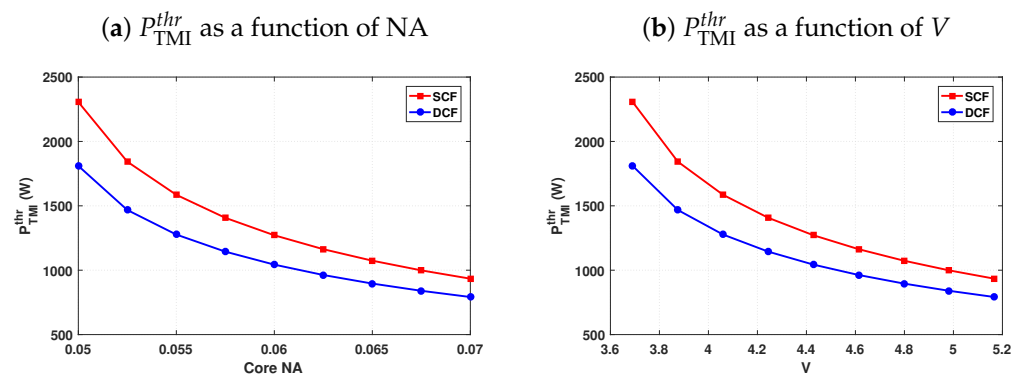 (a) P_TMI^thr as a function of NA
2500
2000
1500
1000
500
P_TMI^thr (W)
0.05 0.055 0.06 0.065 0.07
Core NA
SCF
DCF
(b) P_TMI^thr as a function of V
2500
2000
1500
1000
500
P_TMI^thr (W)
3.6 3.8 4 4.2 4.4 4.6 4.8 5 5.2
V
SCF
DCF